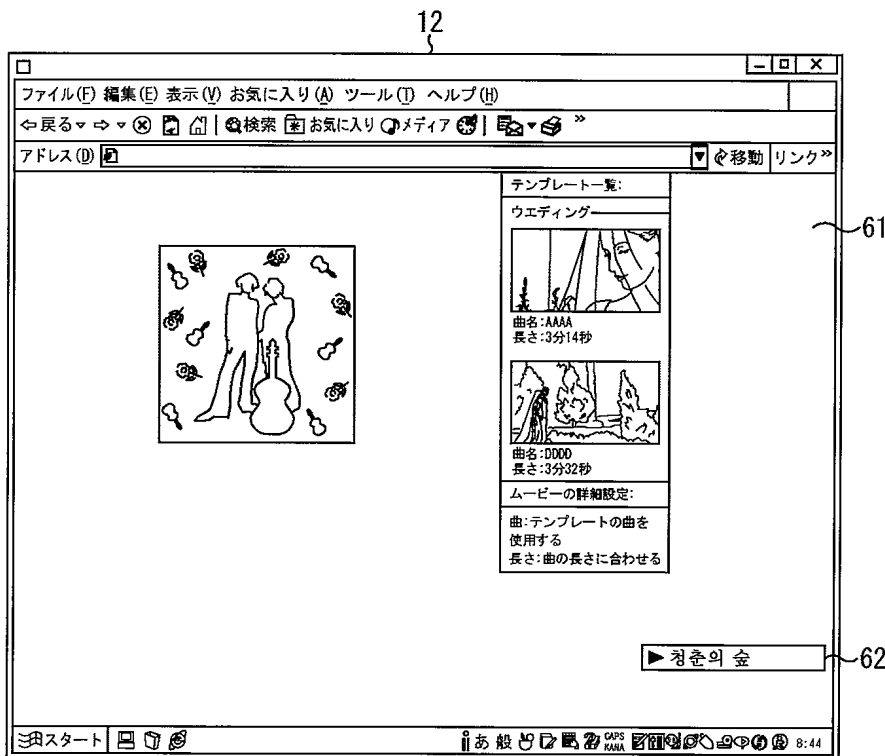 12
ファイル(F) 編集(E) 表示(V) お気に入り(A) ツール(T) ヘルプ(H)
戻る 検索 お気に入り メディア »
アドレス(D) 移動 リンク»
テンプレート一覧:
ウエディング
61
曲名:AAAA
長さ:3分14秒
曲名:DDDD
長さ:3分32秒
ムービーの詳細設定:
曲:テンプレートの曲を
使用する
長さ:曲の長さに合わせる
▶청춘의 숲
62
スタート あ 般 CAPS KANA 8:44